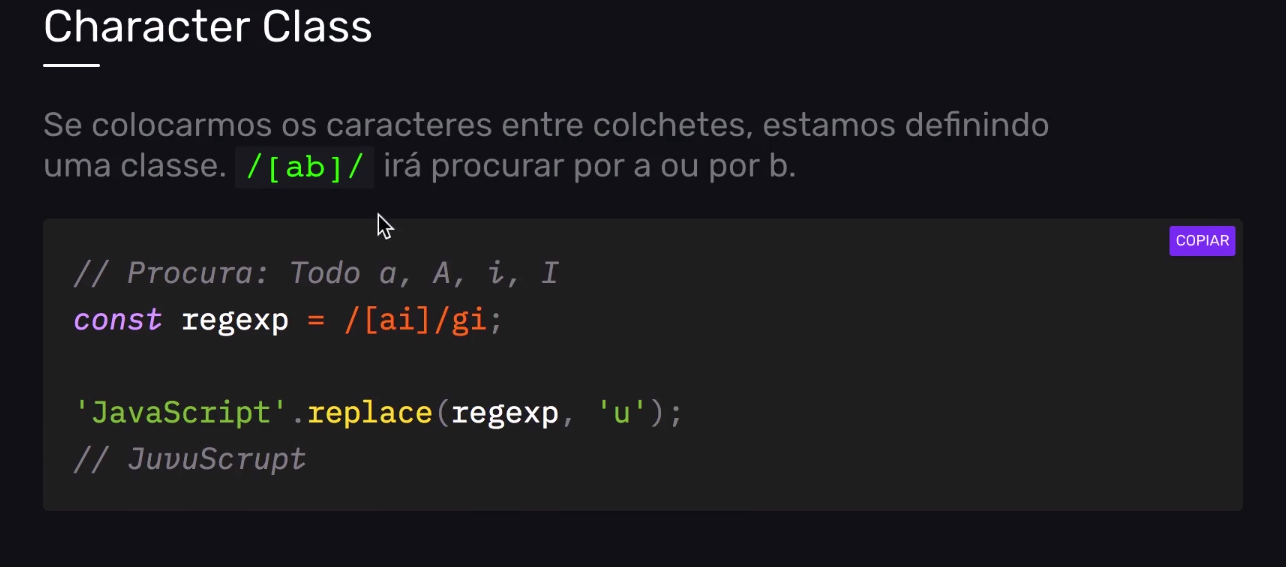 Character Class
Se colocarmos os caracteres entre colchetes, estamos definindo
uma classe. /[ab]/ irá procurar por a ou por b.
COPIAR
// Procura: Todo a, A, i, I
const regexp = /[ai]/gi;
'JavaScript'.replace(regexp, 'u');
// JuvuScrupt